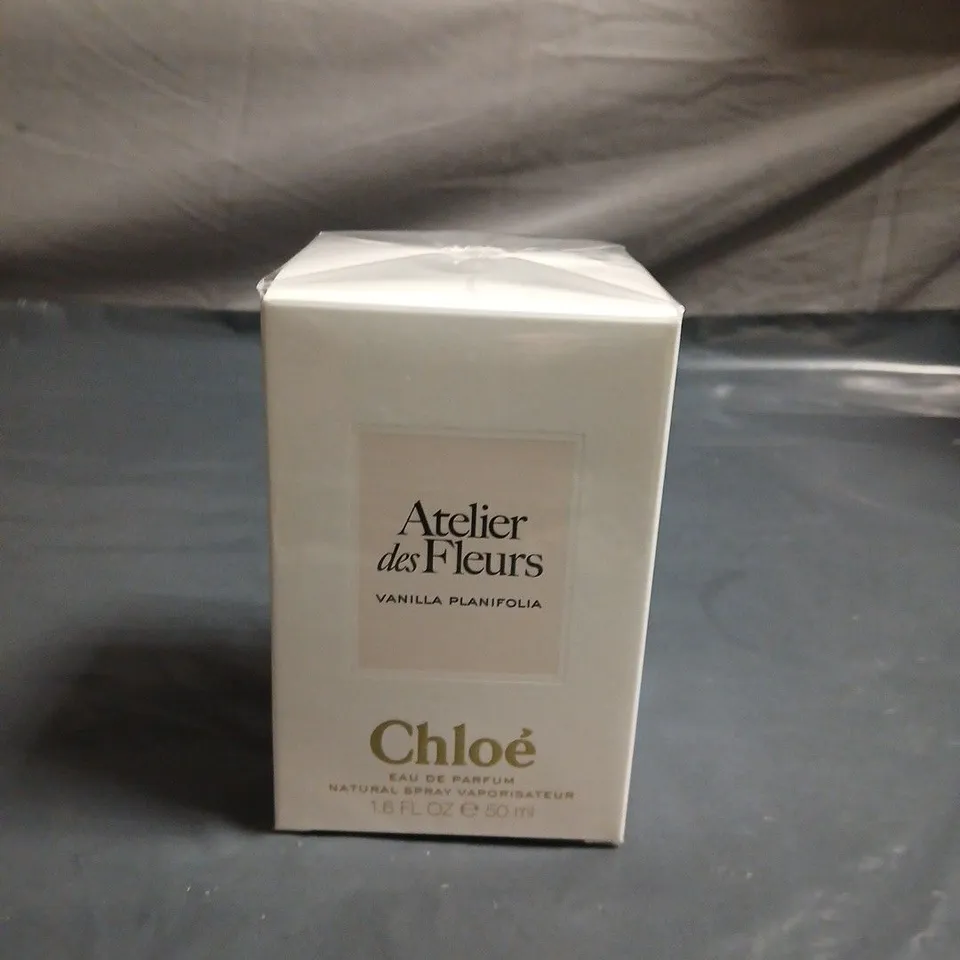 Atelier
des Fleurs
VANILLA PLANIFOLIA
Chloé
EAU DE PARFUM
NATURAL SPRAY VAPORISATEUR
1.6 FL OZ ℮ 50 ml